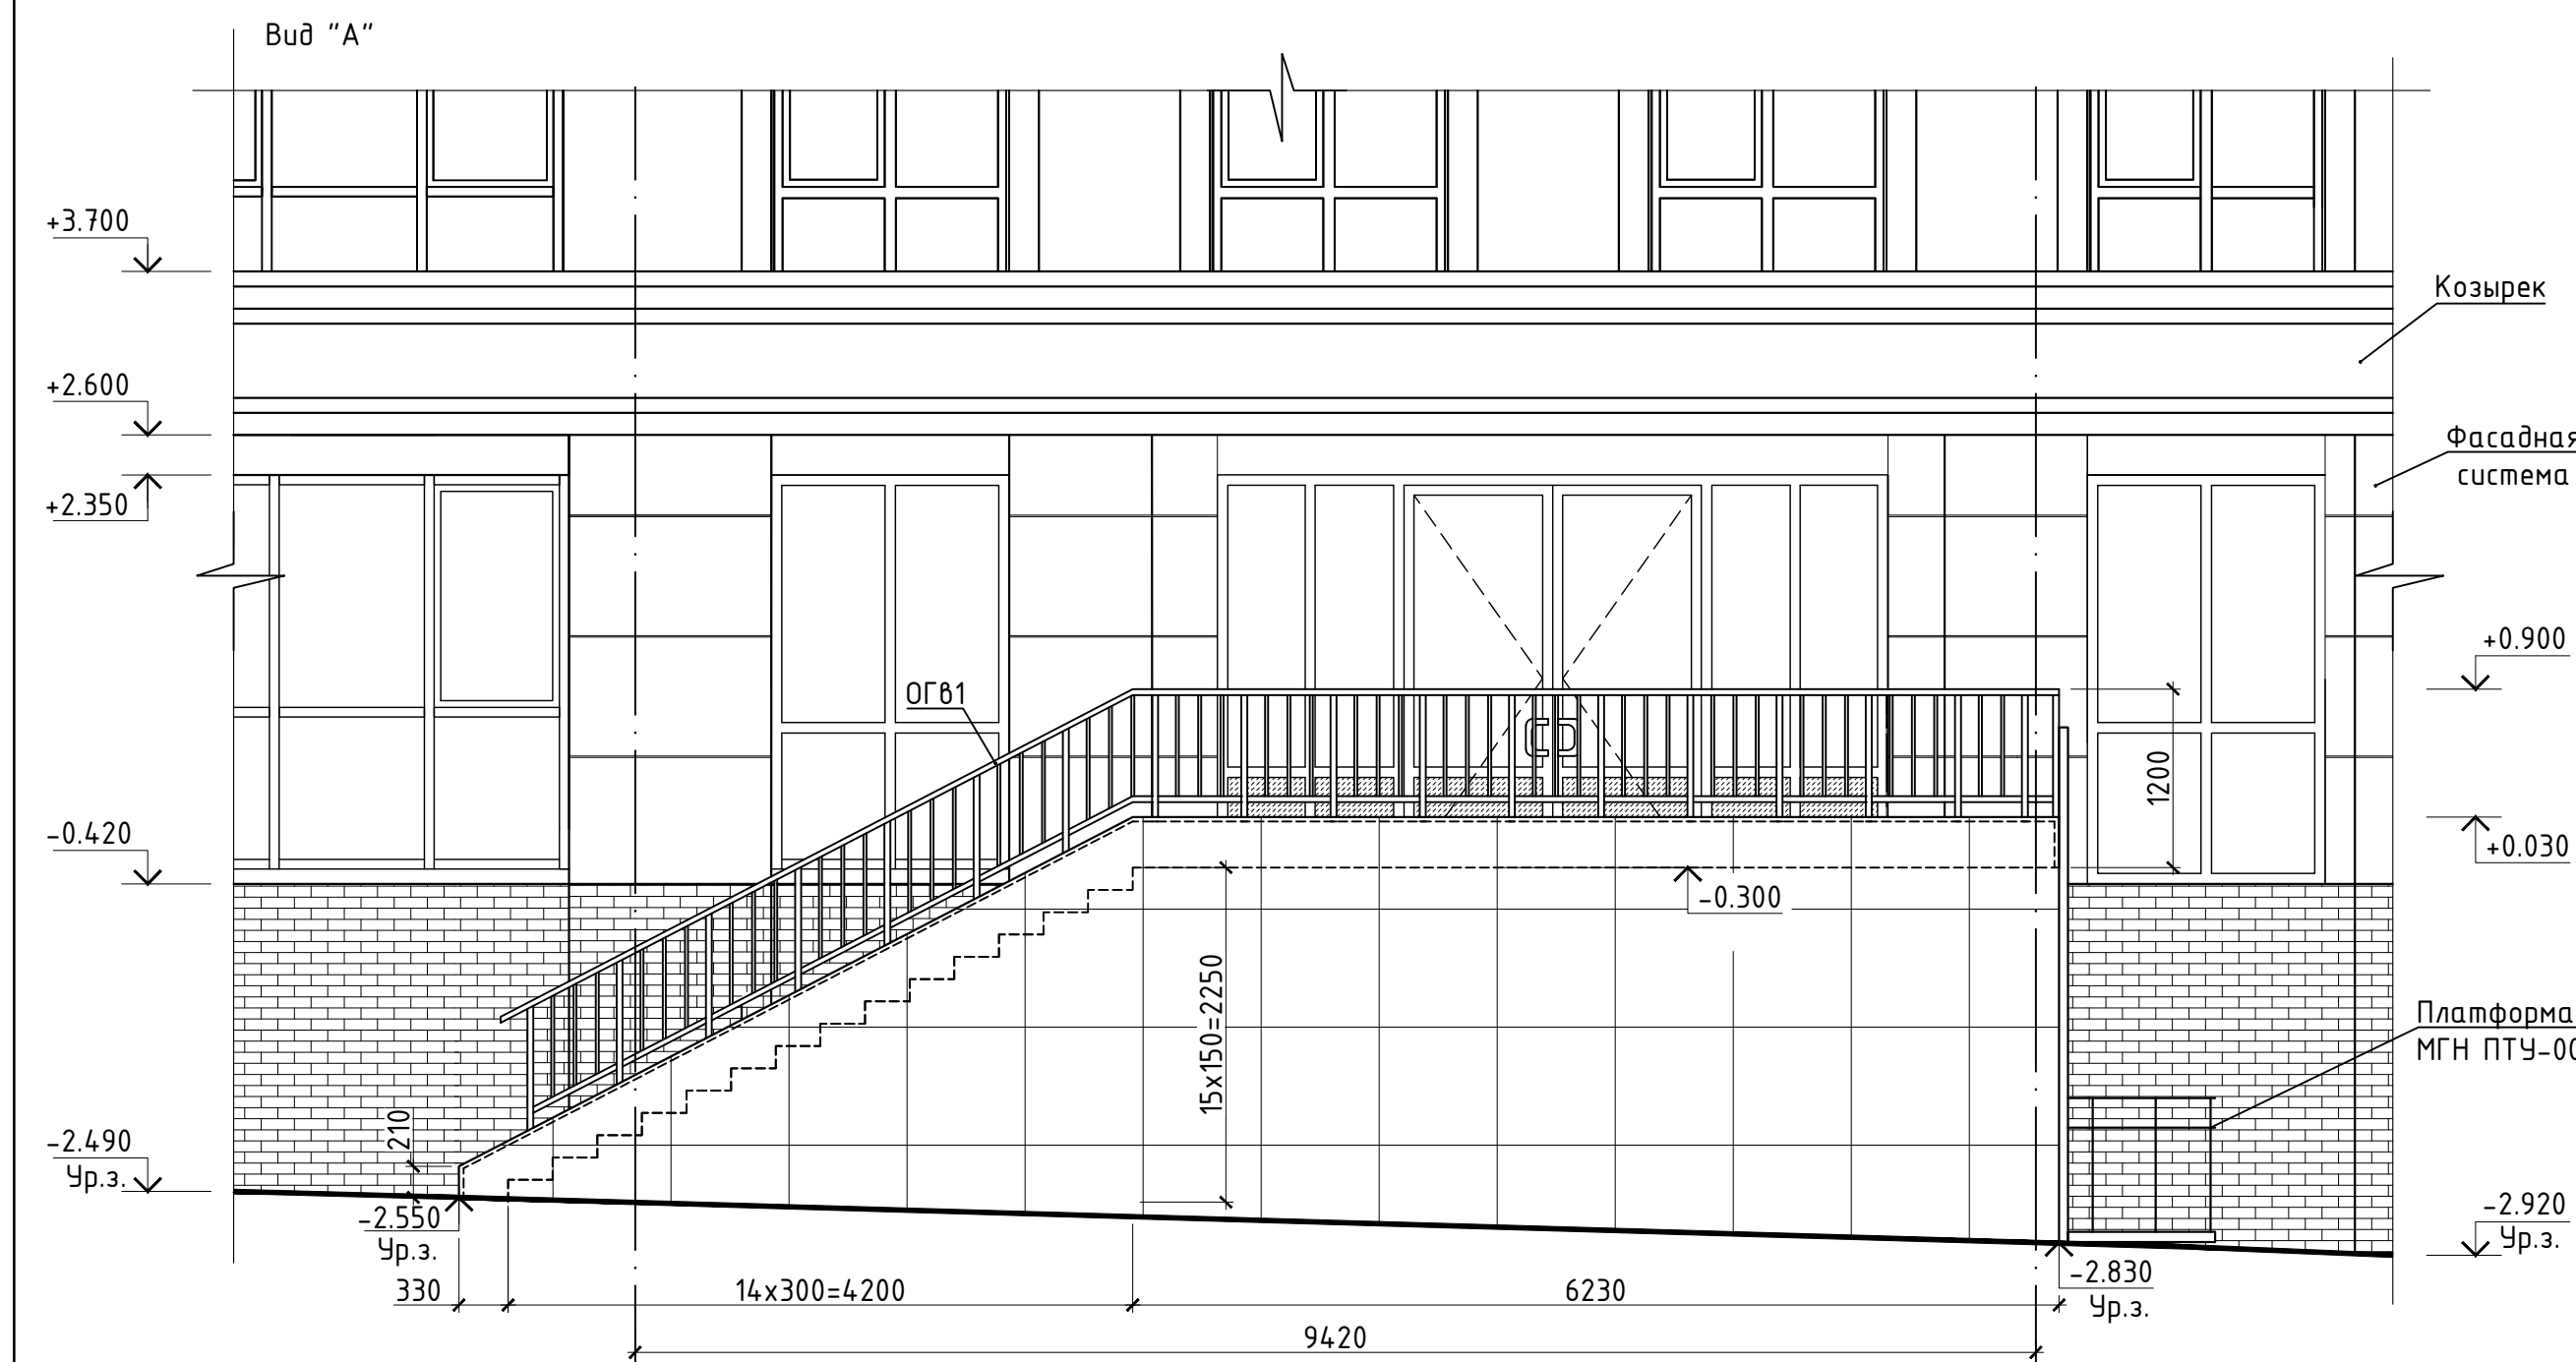 Вид "А"
+3.700
Козырек
+2.600
Фасадная
система
+2.350
+0.900
ОГв1
1200
-0.420
+0.030
-0.300
15х150=2250
Платформа
МГН ПТУ-00
210
-2.490
Ур.з.
-2.550
Ур.з.
-2.920
Ур.з.
-2.830
Ур.з.
330
14х300=4200
6230
9420